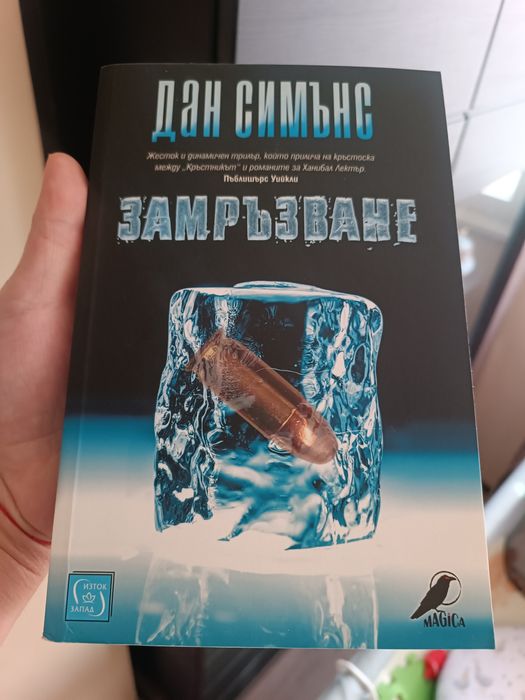 ДАН СИМЪНС
Жесток и динамичен трилър, който прилича на кръстоска
между „Кръстникът" и романите за Ханибал Лектър.
Пъблишърс Уийкли
ЗАМРЪЗВАНЕ
ИЗТОК
ЗАПАД
MAGICA